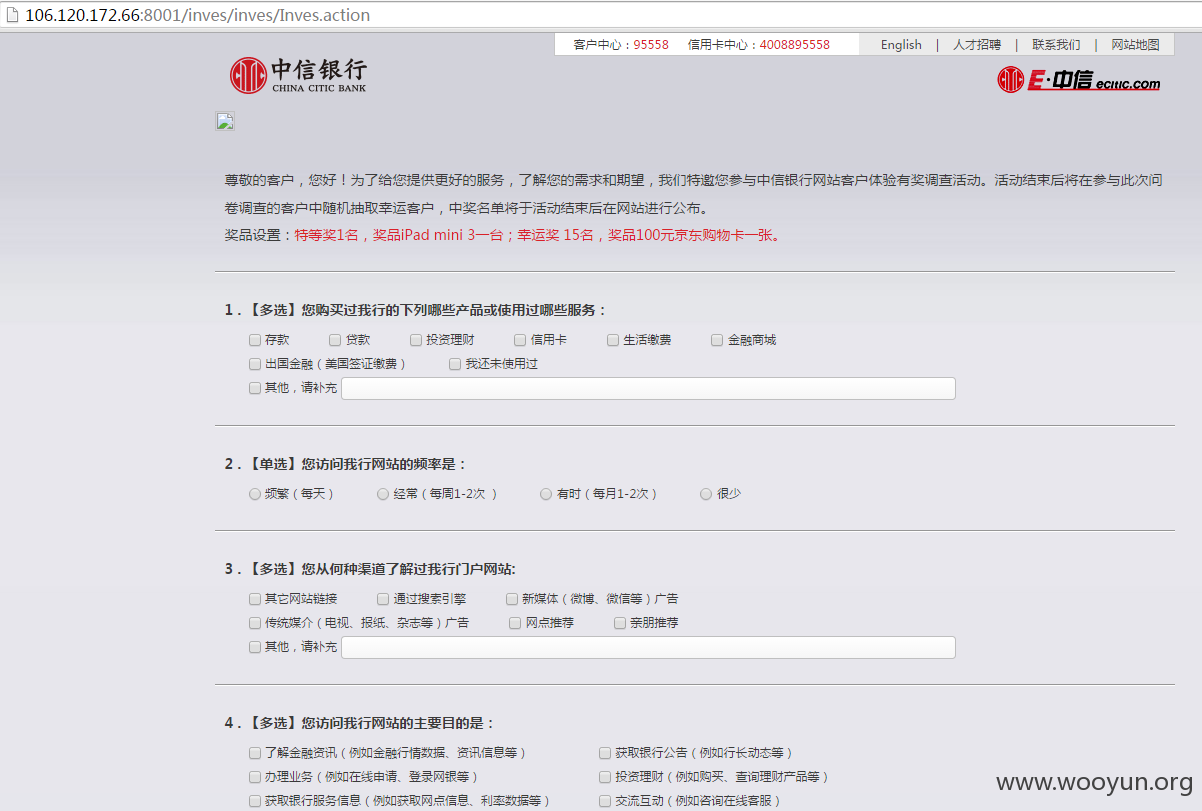 106.120.172.66:8001/inves/inves/Inves.action
客户中心：95558 信用卡中心：4008895558 English | 人才招聘 | 联系我们 | 网站地图
中信银行
CHINA CITIC BANK
E·中信 ecitic.com
尊敬的客户，您好！为了给您提供更好的服务，了解您的需求和期望，我们特邀您参与中信银行网站客户体验有奖调查活动。活动结束后将在参与此次问
卷调查的客户中随机抽取幸运客户，中奖名单将于活动结束后在网站进行公布。
奖品设置：特等奖1名，奖品iPad mini 3一台；幸运奖 15名，奖品100元京东购物卡一张。
1．【多选】您购买过我行的下列哪些产品或使用过哪些服务：
存款 贷款 投资理财 信用卡 生活缴费 金融商城
出国金融（美国签证缴费） 我还未使用过
其他，请补充
2．【单选】您访问我行网站的频率是：
频繁（每天） 经常（每周1-2次 ） 有时（每月1-2次） 很少
3．【多选】您从何种渠道了解过我行门户网站:
其它网站链接 通过搜索引擎 新媒体（微博、微信等）广告
传统媒介（电视、报纸、杂志等）广告 网点推荐 亲朋推荐
其他，请补充
4．【多选】您访问我行网站的主要目的是：
了解金融资讯（例如金融行情数据、资讯信息等） 获取银行公告（例如行长动态等）
办理业务（例如在线申请、登录网银等） 投资理财（例如购买、查询理财产品等）
获取银行服务信息（例如获取网点信息、利率数据等） 交流互动（例如咨询在线客服）
www.wooyun.org